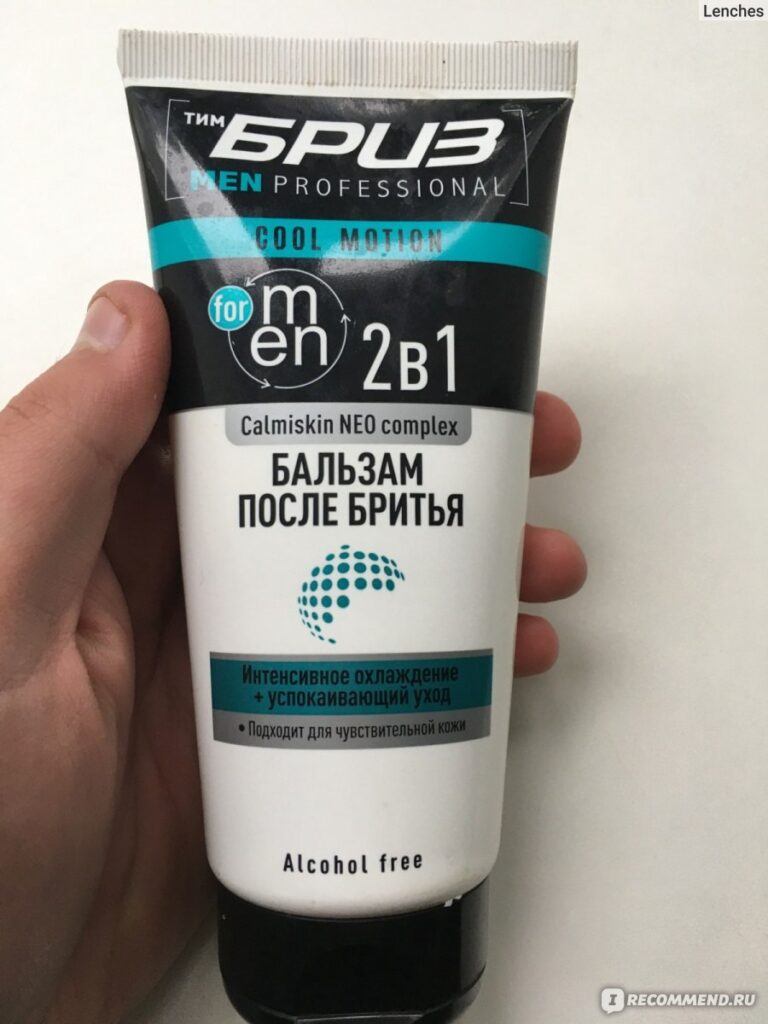 Lenches
ТИМ
БРИЗ
MEN PROFESSIONAL
COOL MOTION
for men
2в1
Calmiskin NEO complex
БАЛЬЗАМ
ПОСЛЕ БРИТЬЯ
Интенсивное охлаждение
+ успокаивающий уход
• Подходит для чувствительной кожи
Alcohol free
IRECOMMEND.RU